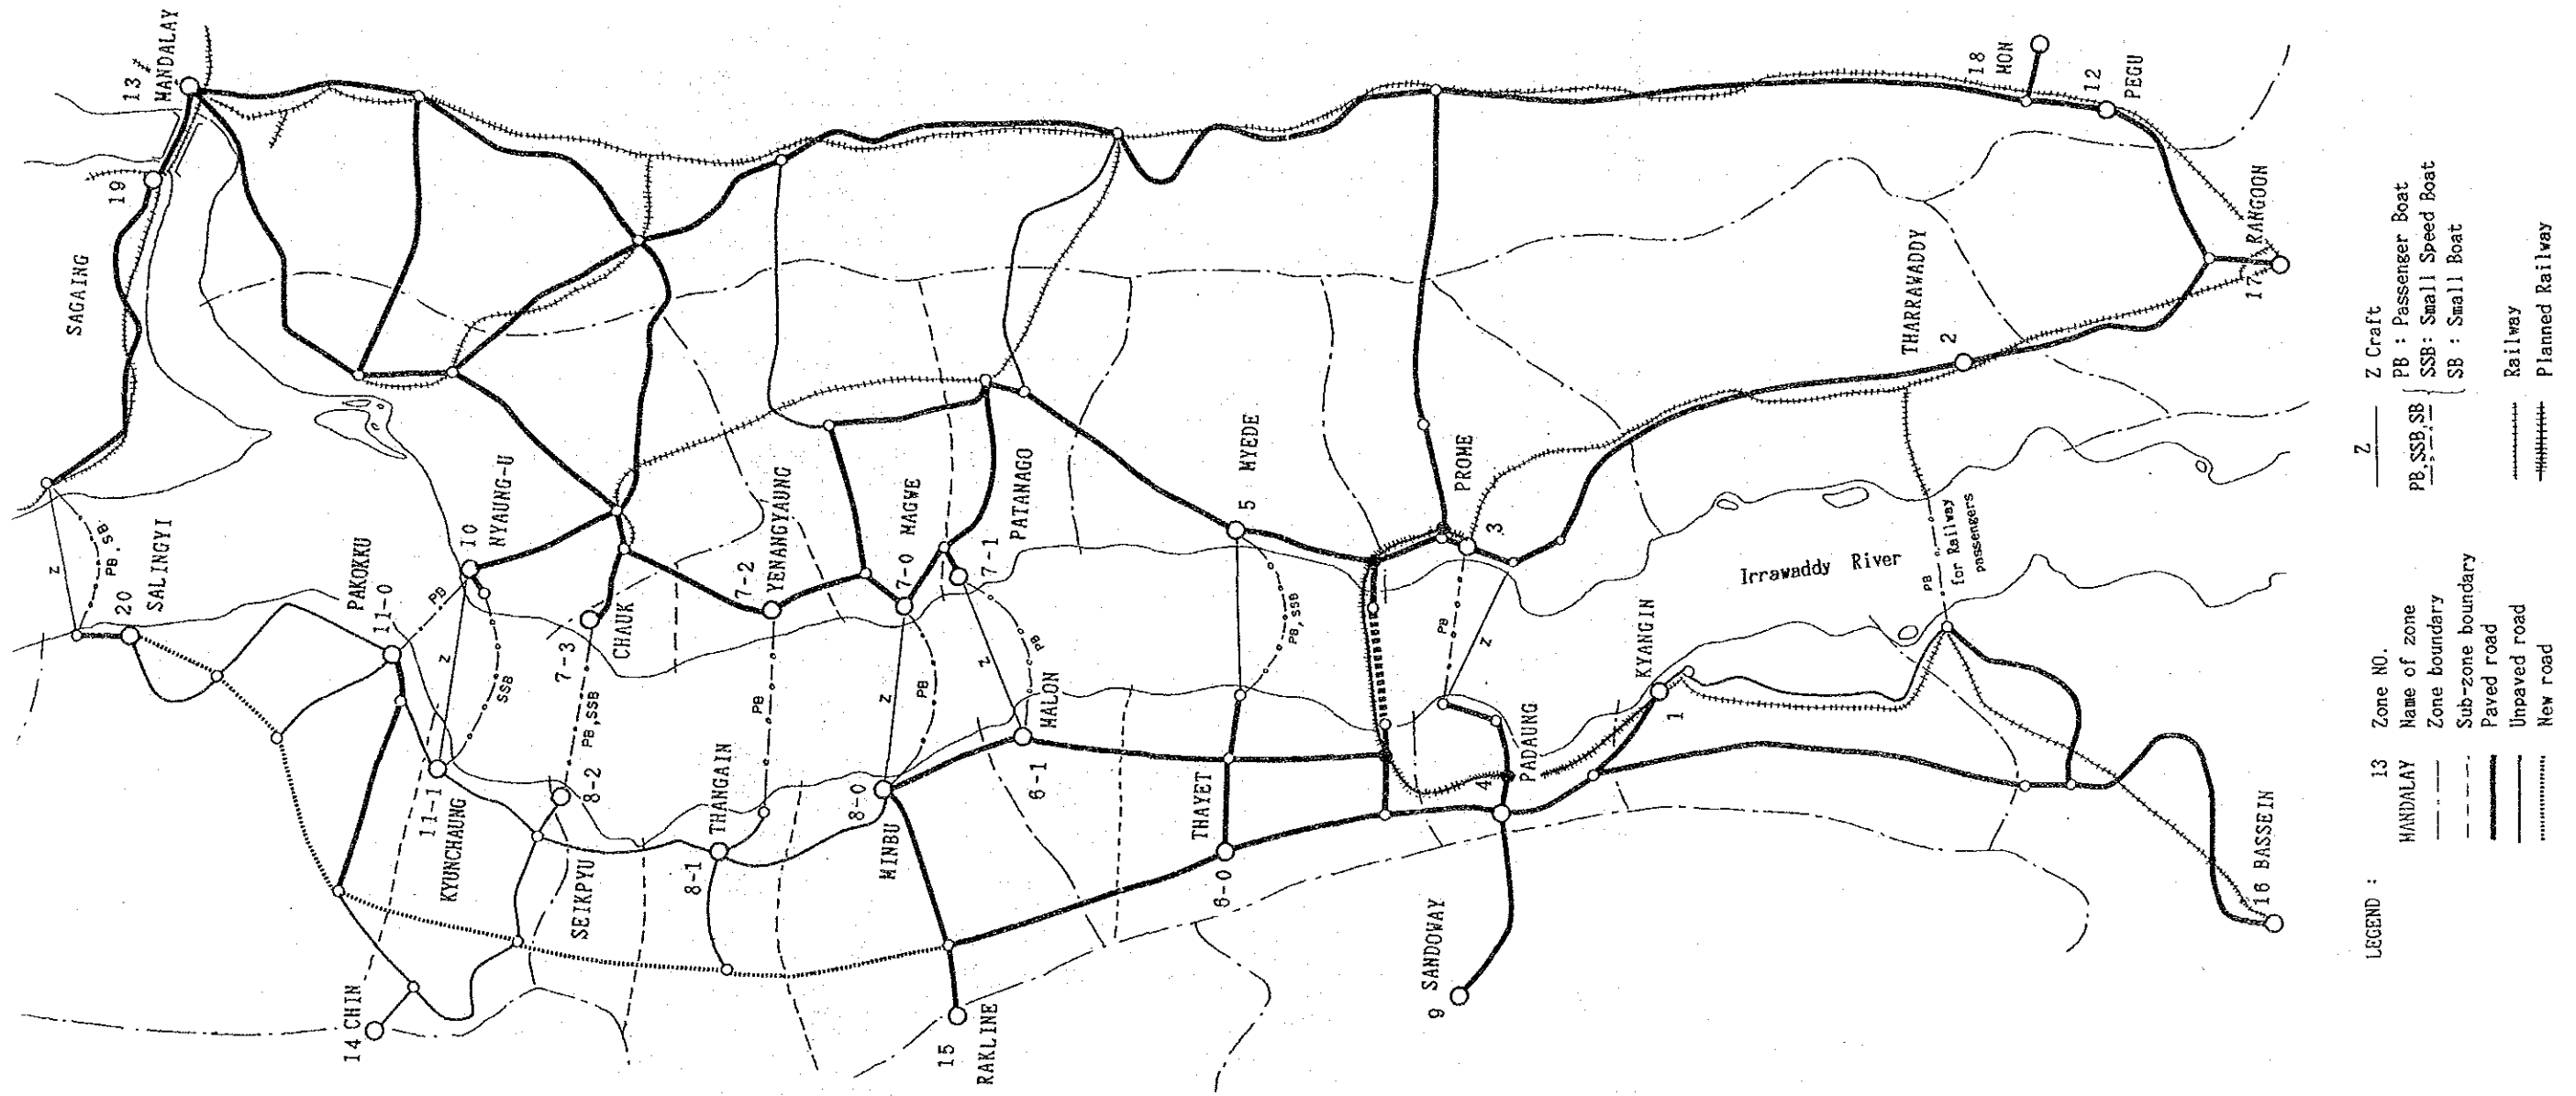 13
MANDALAY
19
SAGAING
Z
PB, SB
20
SALINGYI
PAKOKKU
11-0
PB
10
NYAUNG-U
Z
SSB
11-1
KYUNCHAUNG
14 CHIN
7-3
CHAUK
PB, SSB
8-2
SEIKPYU
7-2
YENANGYAUNG
PB
THANGAIN
8-1
7-0 MAGWE
Z
PB
8-0
MINBU
PATANAGO
7-1
Z
PB
MALON
6-1
15
RAKLINE
5 MYEDE
PB, SSB
THAYET
6-0
PROME
3
PB
Z
4
PADAUNG
SANDOWAY
9
KYANGIN
1
Irrawaddy River
PB
for Railway
passengers
THARRAWADDY
2
18
MON
12
PEGU
RANGOON
17
16 BASSEIN
LEGEND :
13 Zone NO.
MANDALAY Name of zone
Zone boundary
Sub-zone boundary
Paved road
Unpaved road
New road
Z Z Craft
PB,SSB,SB PB : Passenger Boat
SSB: Small Speed Boat
SB : Small Boat
Railway
Planned Railway